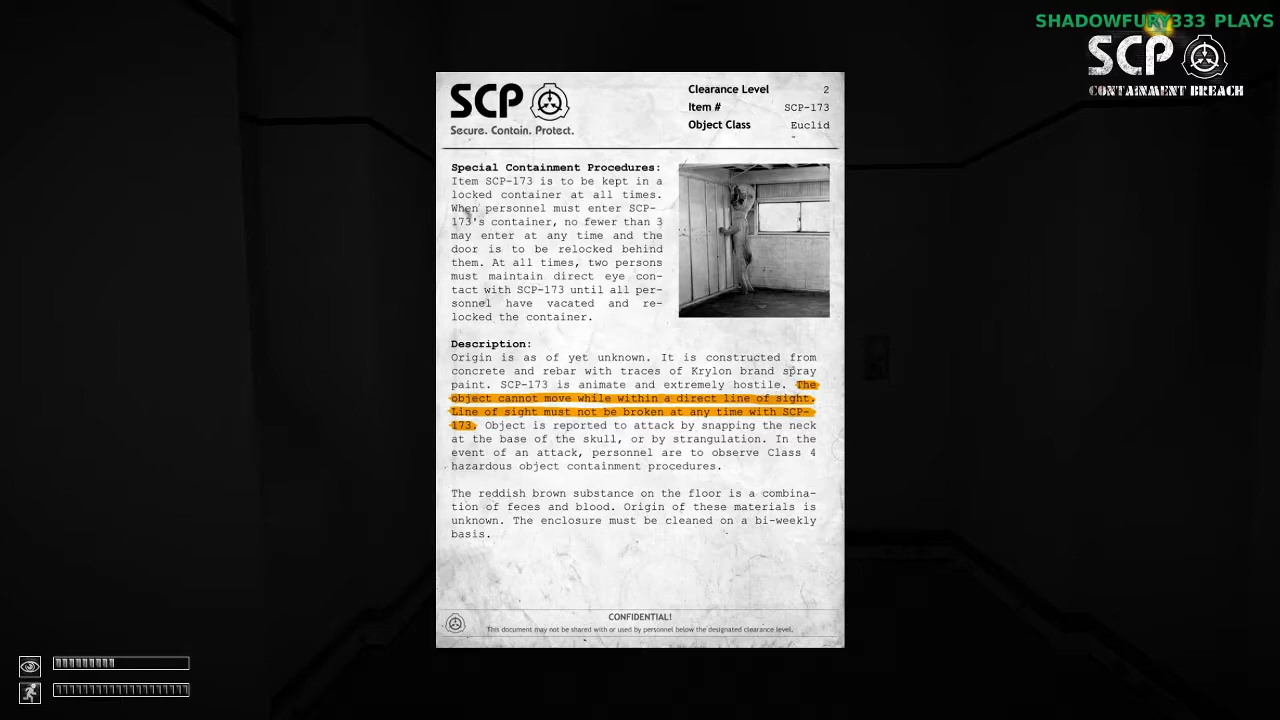 SHADOWFURY333 PLAYS
SCP
CONTAINMENT BREACH
SCP
Secure. Contain. Protect.
Clearance Level 2
Item # SCP-173
Object Class Euclid
Special Containment Procedures:
Item SCP-173 is to be kept in a
locked container at all times.
When personnel must enter SCP-
173's container, no fewer than 3
may enter at any time and the
door is to be relocked behind
them. At all times, two persons
must maintain direct eye con-
tact with SCP-173 until all per-
sonnel have vacated and re-
locked the container.
Description:
Origin is as of yet unknown. It is constructed from
concrete and rebar with traces of Krylon brand spray
paint. SCP-173 is animate and extremely hostile. The
object cannot move while within a direct line of sight.
Line of sight must not be broken at any time with SCP-
173. Object is reported to attack by snapping the neck
at the base of the skull, or by strangulation. In the
event of an attack, personnel are to observe Class 4
hazardous object containment procedures.
The reddish brown substance on the floor is a combina-
tion of feces and blood. Origin of these materials is
unknown. The enclosure must be cleaned on a bi-weekly
basis.
CONFIDENTIAL!
This document may not be shared with or used by personnel below the designated clearance level.